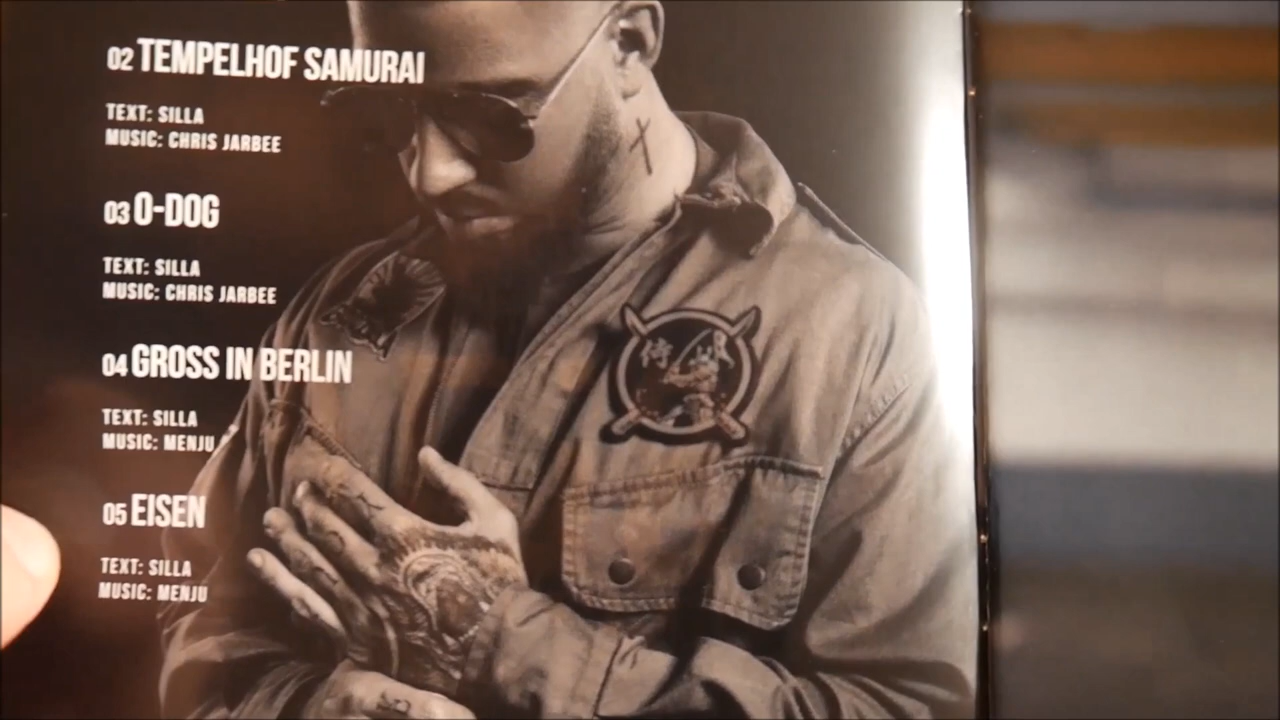 02 TEMPELHOF SAMURAI
TEXT: SILLA
MUSIC: CHRIS JARBEE
03 O-DOG
TEXT: SILLA
MUSIC: CHRIS JARBEE
04 GROSS IN BERLIN
TEXT: SILLA
MUSIC: MENJU
05 EISEN
TEXT: SILLA
MUSIC: MENJU
侍